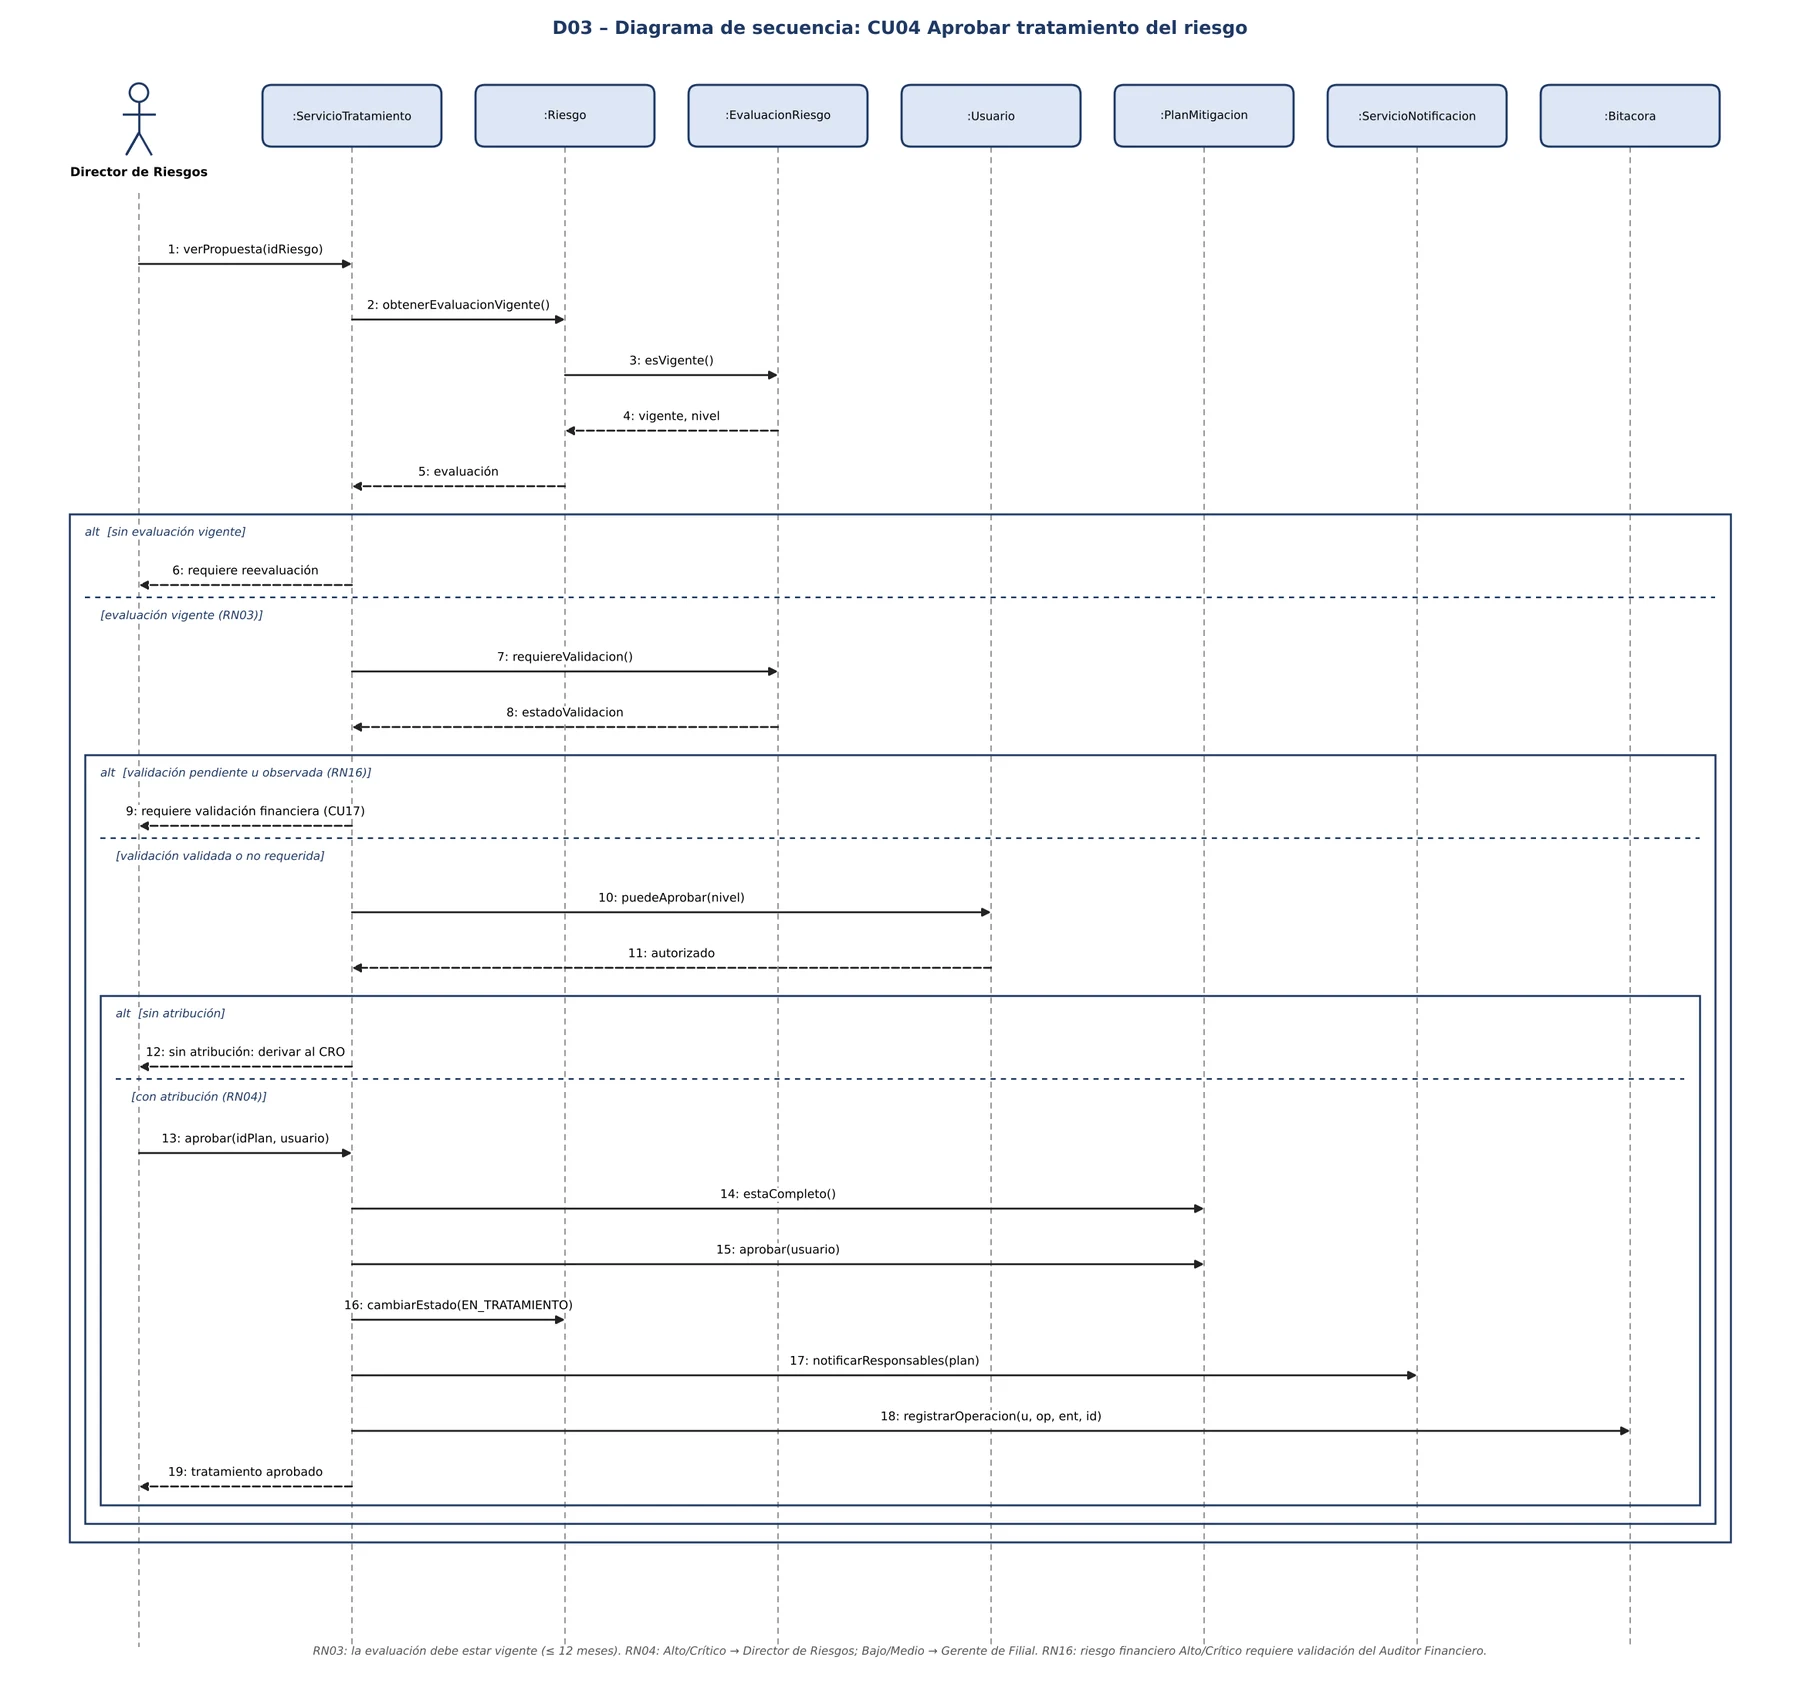 D03 – Diagrama de secuencia: CU04 Aprobar tratamiento del riesgo
Director de Riesgos
:ServicioTratamiento
:Riesgo
:EvaluacionRiesgo
:Usuario
:PlanMitigacion
:ServicioNotificacion
:Bitacora
1: verPropuesta(idRiesgo)
2: obtenerEvaluacionVigente()
3: esVigente()
4: vigente, nivel
5: evaluación
alt [sin evaluación vigente]
6: requiere reevaluación
[evaluación vigente (RN03)]
7: requiereValidacion()
8: estadoValidacion
alt [validación pendiente u observada (RN16)]
9: requiere validación financiera (CU17)
[validación validada o no requerida]
10: puedeAprobar(nivel)
11: autorizado
alt [sin atribución]
12: sin atribución: derivar al CRO
[con atribución (RN04)]
13: aprobar(idPlan, usuario)
14: estaCompleto()
15: aprobar(usuario)
16: cambiarEstado(EN_TRATAMIENTO)
17: notificarResponsables(plan)
18: registrarOperacion(u, op, ent, id)
19: tratamiento aprobado
RN03: la evaluación debe estar vigente (≤ 12 meses). RN04: Alto/Crítico → Director de Riesgos; Bajo/Medio → Gerente de Filial. RN16: riesgo financiero Alto/Crítico requiere validación del Auditor Financiero.